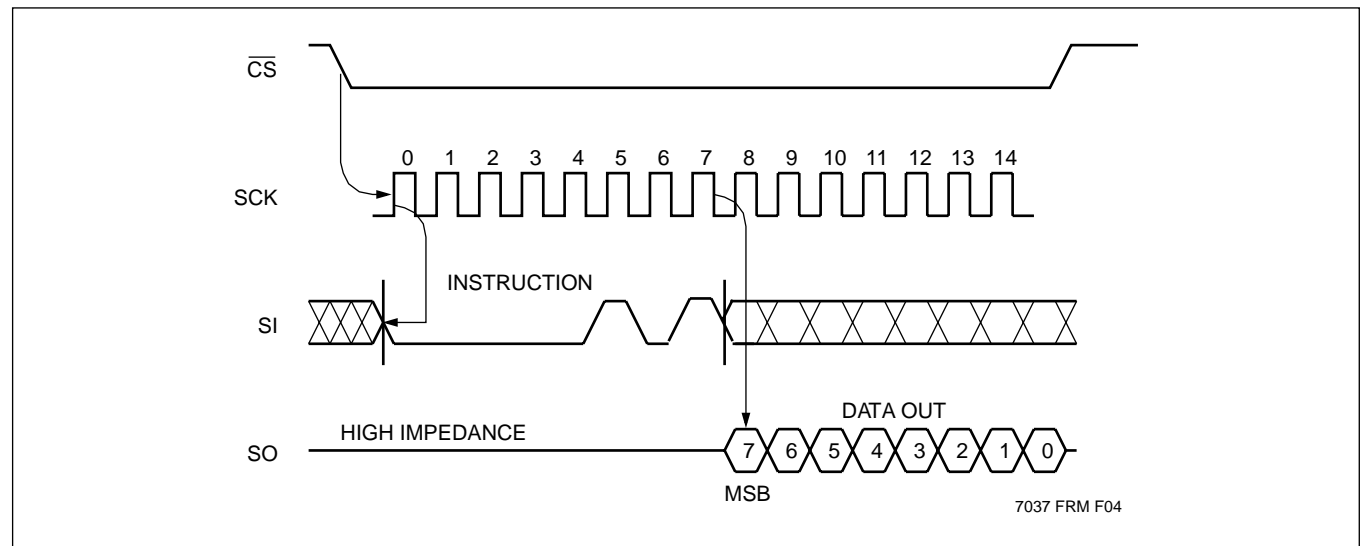 CS
0 1 2 3 4 5 6 7 8 9 10 11 12 13 14
SCK
INSTRUCTION
SI
DATA OUT
HIGH IMPEDANCE
SO
7 6 5 4 3 2 1 0
MSB
7037 FRM F04